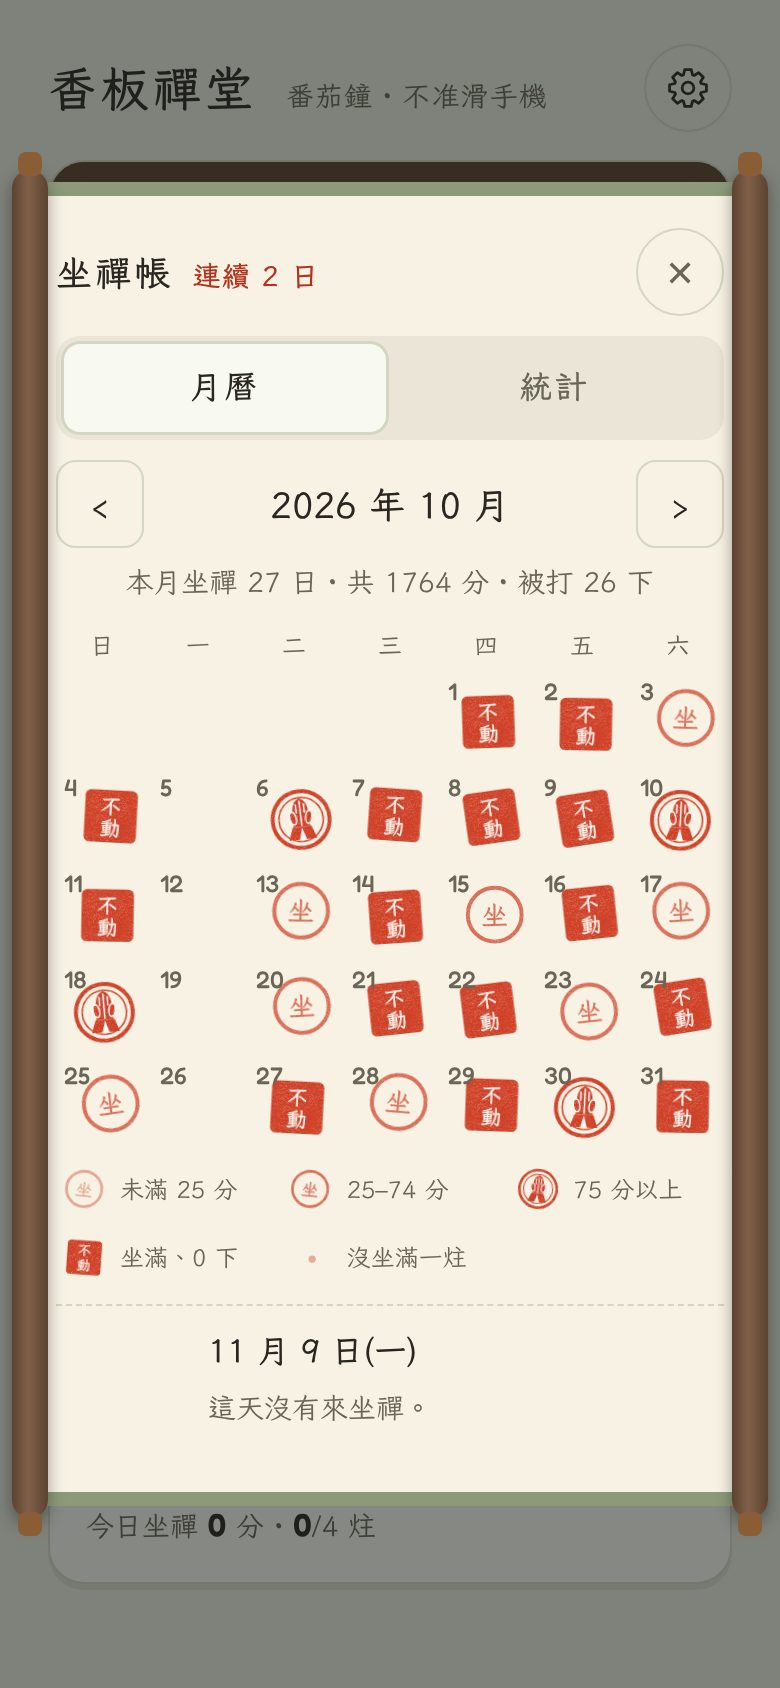 香板禪堂 番茄鐘・不准滑手機
坐禪帳 連續 2 日 ×
月曆 統計
< 2026 年 10 月 >
本月坐禪 27 日・共 1764 分・被打 26 下
日 一 二 三 四 五 六
1 不動 2 不動 3 坐
4 不動 5 6 7 不動 8 不動 9 不動 10
11 不動 12 13 坐 14 不動 15 坐 16 不動 17 坐
18 19 20 坐 21 不動 22 不動 23 坐 24 不動
25 坐 26 27 不動 28 坐 29 不動 30 31 不動
坐 未滿 25 分 坐 25–74 分 75 分以上
不動 坐滿、0 下 沒坐滿一炷
11 月 9 日(一)
這天沒有來坐禪。
今日坐禪 0 分・0/4 炷